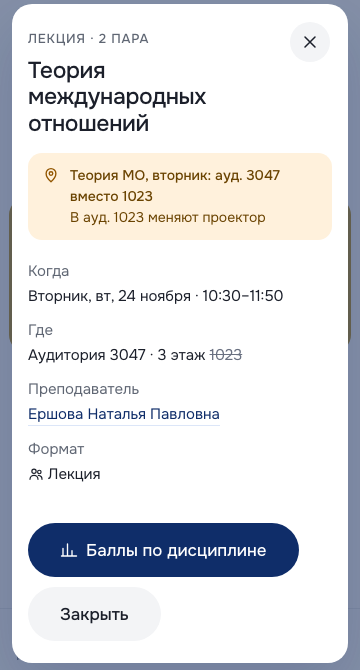 ЛЕКЦИЯ · 2 ПАРА
Теория
международных
отношений
Теория МО, вторник: ауд. 3047
вместо 1023
В ауд. 1023 меняют проектор
Когда
Вторник, вт, 24 ноября · 10:30–11:50
Где
Аудитория 3047 · 3 этаж 1023
Преподаватель
Ершова Наталья Павловна
Формат
Лекция
Баллы по дисциплине
Закрыть